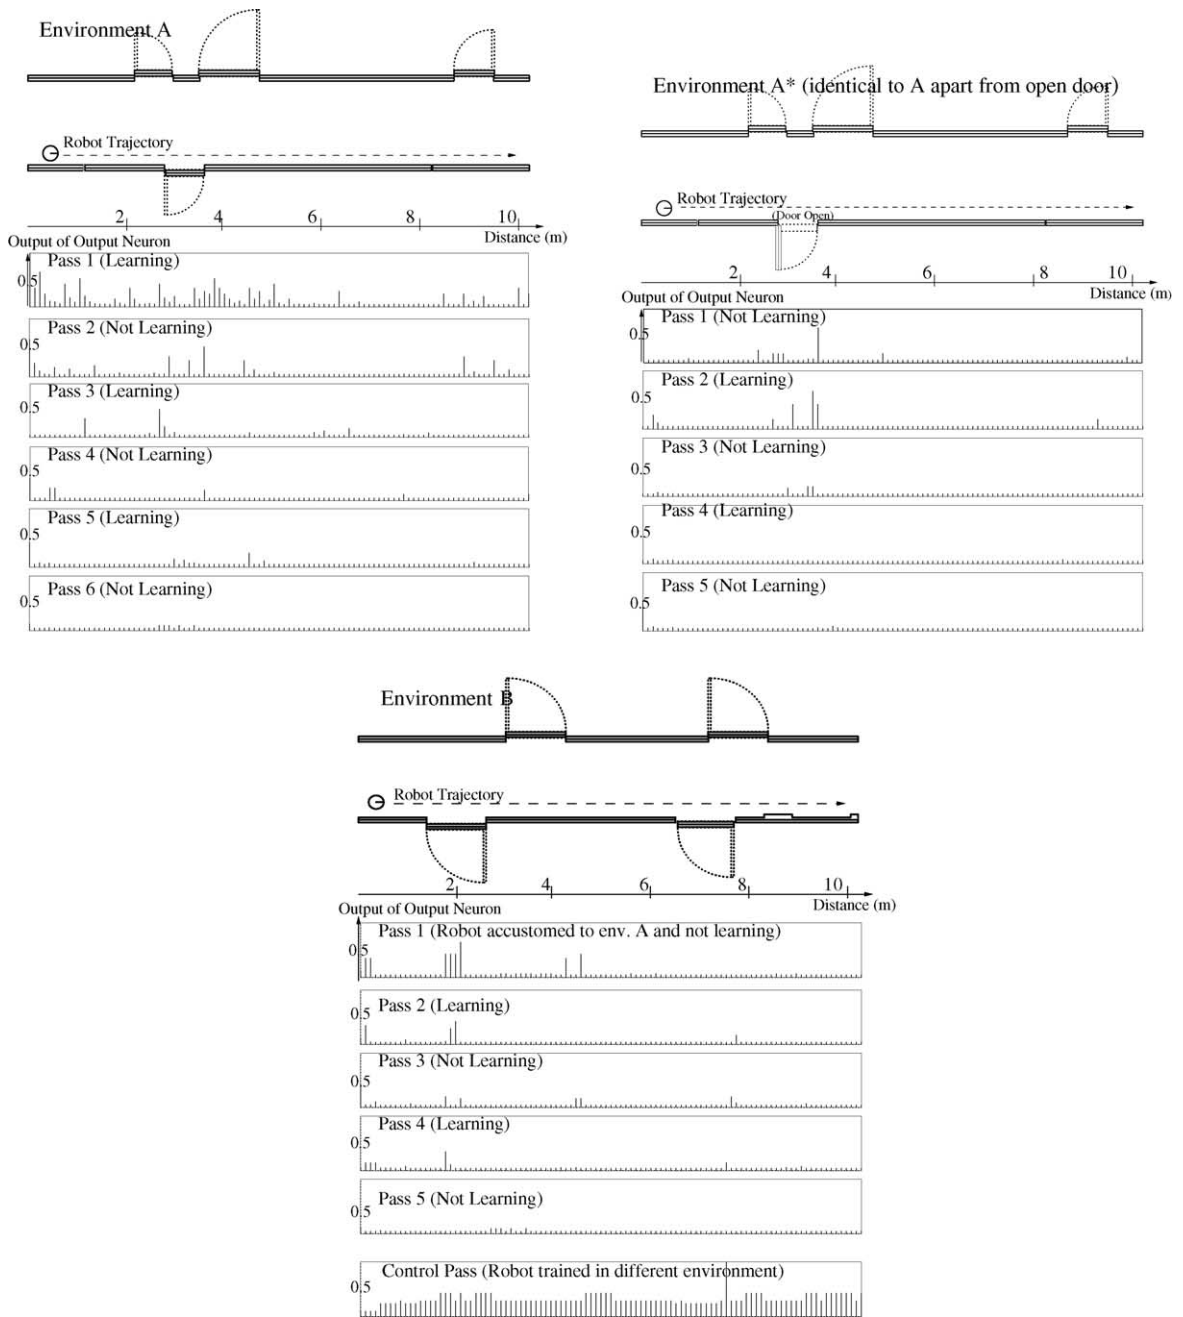 Environment A
Robot Trajectory
2 4 6 8 10
Distance (m)
Output of Output Neuron
Pass 1 (Learning)
0.5
Pass 2 (Not Learning)
0.5
Pass 3 (Learning)
0.5
Pass 4 (Not Learning)
0.5
Pass 5 (Learning)
0.5
Pass 6 (Not Learning)
0.5
Environment A* (identical to A apart from open door)
Robot Trajectory
(Door Open)
2 4 6 8 10
Distance (m)
Output of Output Neuron
Pass 1 (Not Learning)
0.5
Pass 2 (Learning)
0.5
Pass 3 (Not Learning)
0.5
Pass 4 (Learning)
0.5
Pass 5 (Not Learning)
0.5
Environment B
Robot Trajectory
2 4 6 8 10
Distance (m)
Output of Output Neuron
Pass 1 (Robot accustomed to env. A and not learning)
0.5
Pass 2 (Learning)
0.5
Pass 3 (Not Learning)
0.5
Pass 4 (Learning)
0.5
Pass 5 (Not Learning)
0.5
Control Pass (Robot trained in different environment)
0.5